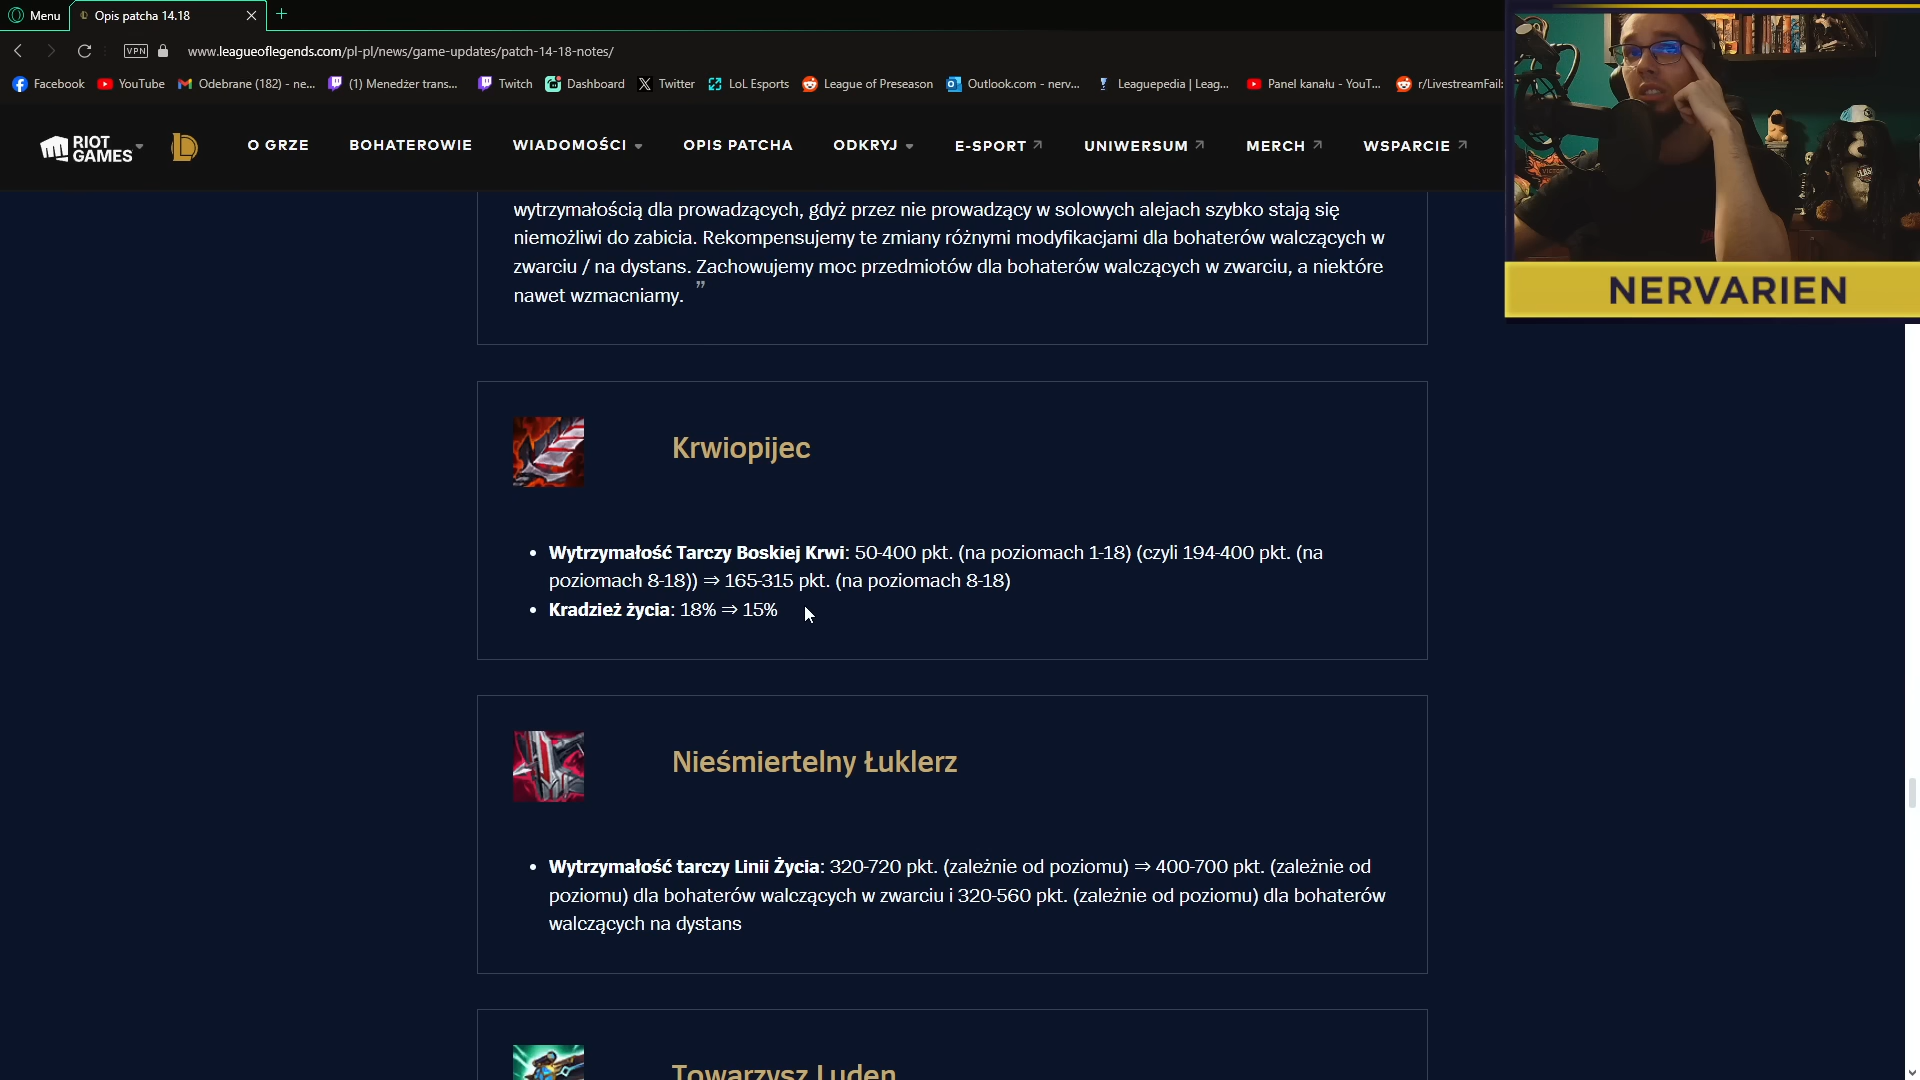 Menu
Opis patcha 14.18
VPN
www.leagueoflegends.com/pl-pl/news/game-updates/patch-14-18-notes/
Facebook
YouTube
Odebrane (182) - ne...
(1) Menedżer trans...
Twitch
Dashboard
Twitter
LoL Esports
League of Preseason
Outlook.com - nerv...
Leaguepedia | Leag...
Panel kanału - YouT...
r/LivestreamFail:
RIOT
GAMES
O GRZE
BOHATEROWIE
WIADOMOŚCI
OPIS PATCHA
ODKRYJ
E-SPORT
UNIWERSUM
MERCH
WSPARCIE
NERVARIEN
wytrzymałością dla prowadzących, gdyż przez nie prowadzący w solowych alejach szybko stają się
niemożliwi do zabicia. Rekompensujemy te zmiany różnymi modyfikacjami dla bohaterów walczących w
zwarciu / na dystans. Zachowujemy moc przedmiotów dla bohaterów walczących w zwarciu, a niektóre
nawet wzmacniamy. ”
Krwiopijec
• Wytrzymałość Tarczy Boskiej Krwi: 50-400 pkt. (na poziomach 1-18) (czyli 194-400 pkt. (na
poziomach 8-18)) ⇒ 165-315 pkt. (na poziomach 8-18)
• Kradzież życia: 18% ⇒ 15%
Nieśmiertelny Łuklerz
• Wytrzymałość tarczy Linii Życia: 320-720 pkt. (zależnie od poziomu) ⇒ 400-700 pkt. (zależnie od
poziomu) dla bohaterów walczących w zwarciu i 320-560 pkt. (zależnie od poziomu) dla bohaterów
walczących na dystans
Towarzysz Luden